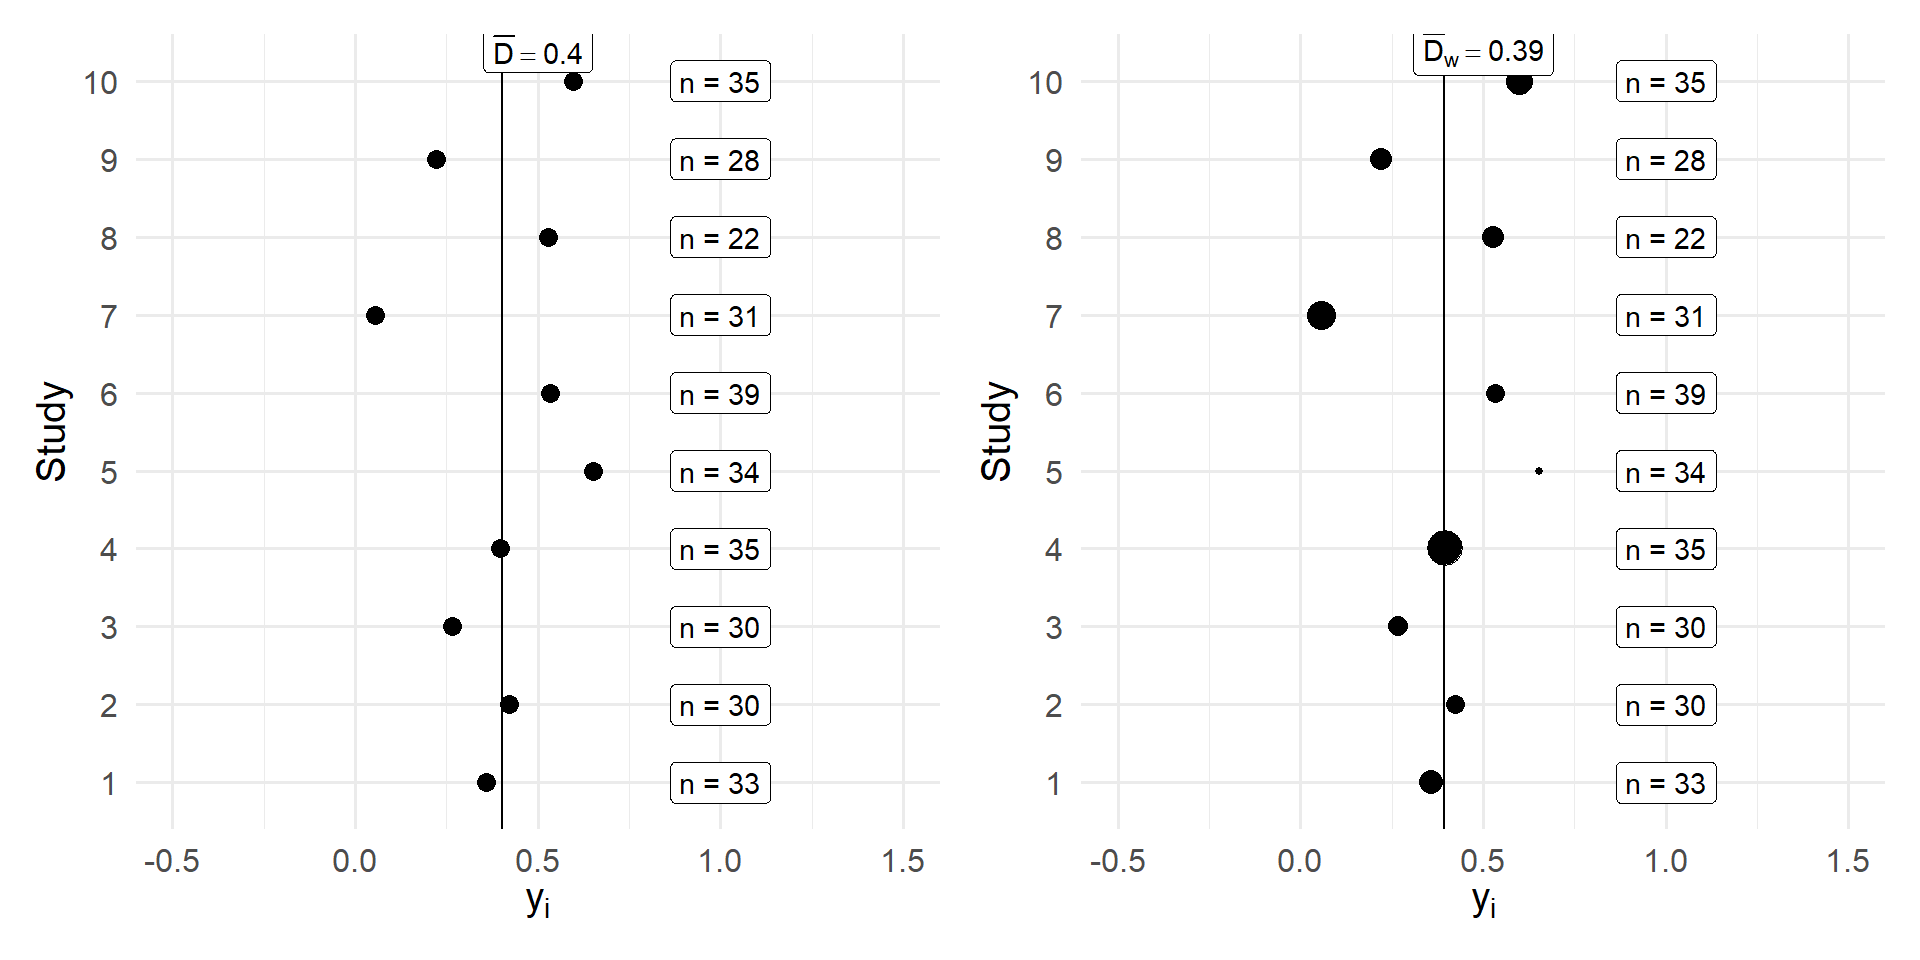 D = 0.4
10
n = 35
9
n = 28
8
n = 22
7
n = 31
6
n = 39
5
n = 34
4
n = 35
3
n = 30
2
n = 30
1
n = 33
Study
-0.5 0.0 0.5 1.0 1.5
yi
Dw = 0.39
10
n = 35
9
n = 28
8
n = 22
7
n = 31
6
n = 39
5
n = 34
4
n = 35
3
n = 30
2
n = 30
1
n = 33
Study
-0.5 0.0 0.5 1.0 1.5
yi